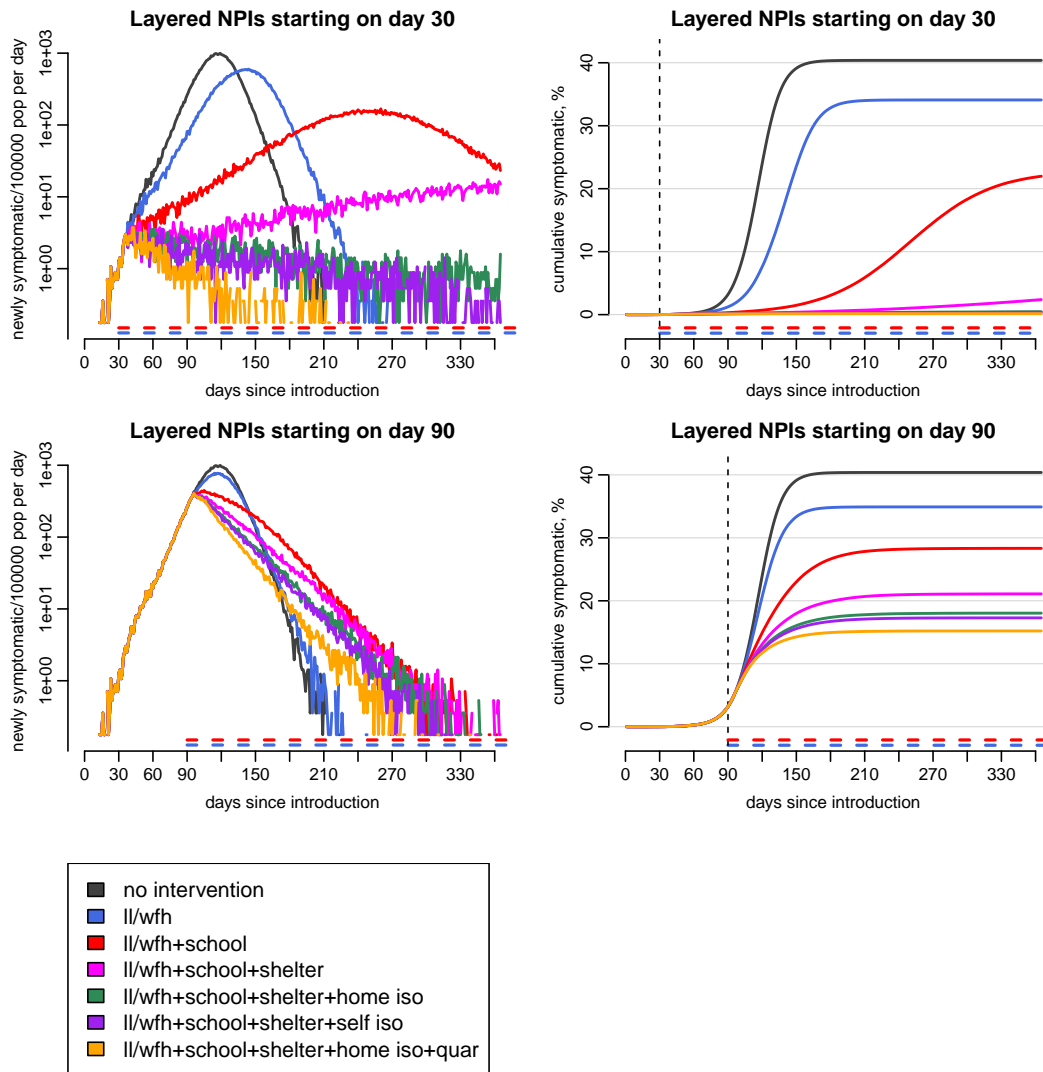 Layered NPIs starting on day 30
newly symptomatic/100000 pop per day
1e+03
1e+02
1e+01
1e+00
0 30 90 150 210 270 330
days since introduction
Layered NPIs starting on day 30
cumulative symptomatic, %
40
30
20
10
0
0 30 90 150 210 270 330
days since introduction
Layered NPIs starting on day 90
newly symptomatic/100000 pop per day
1e+03
1e+02
1e+01
1e+00
0 30 90 150 210 270 330
days since introduction
Layered NPIs starting on day 90
cumulative symptomatic, %
40
30
20
10
0
0 30 90 150 210 270 330
days since introduction
no intervention
ll/wfh
ll/wfh+school
ll/wfh+school+shelter
ll/wfh+school+shelter+home iso
ll/wfh+school+shelter+self iso
ll/wfh+school+shelter+home iso+quar